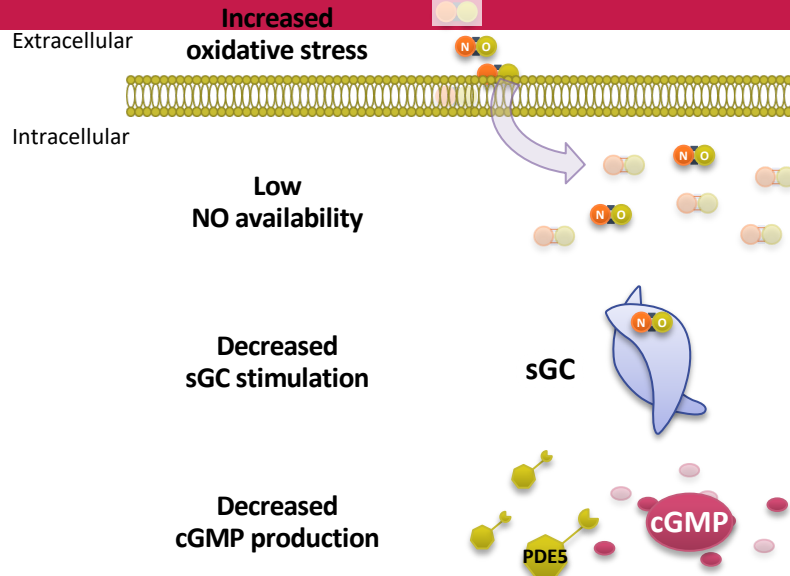 Increased
oxidative stress
Extracellular
N O
Intracellular
N O
Low
NO availability
N O
N O
Decreased
sGC stimulation
sGC
Decreased
cGMP production
cGMP
PDE5